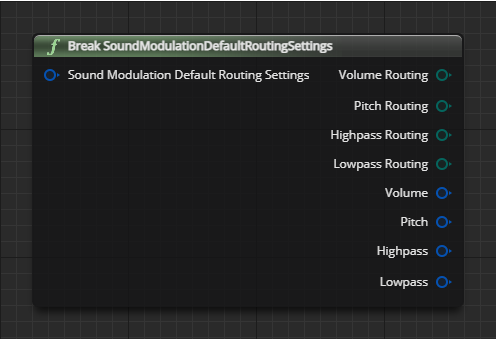 f Break SoundModulationDefaultRoutingSettings
Sound Modulation Default Routing Settings Volume Routing
Pitch Routing
Highpass Routing
Lowpass Routing
Volume
Pitch
Highpass
Lowpass